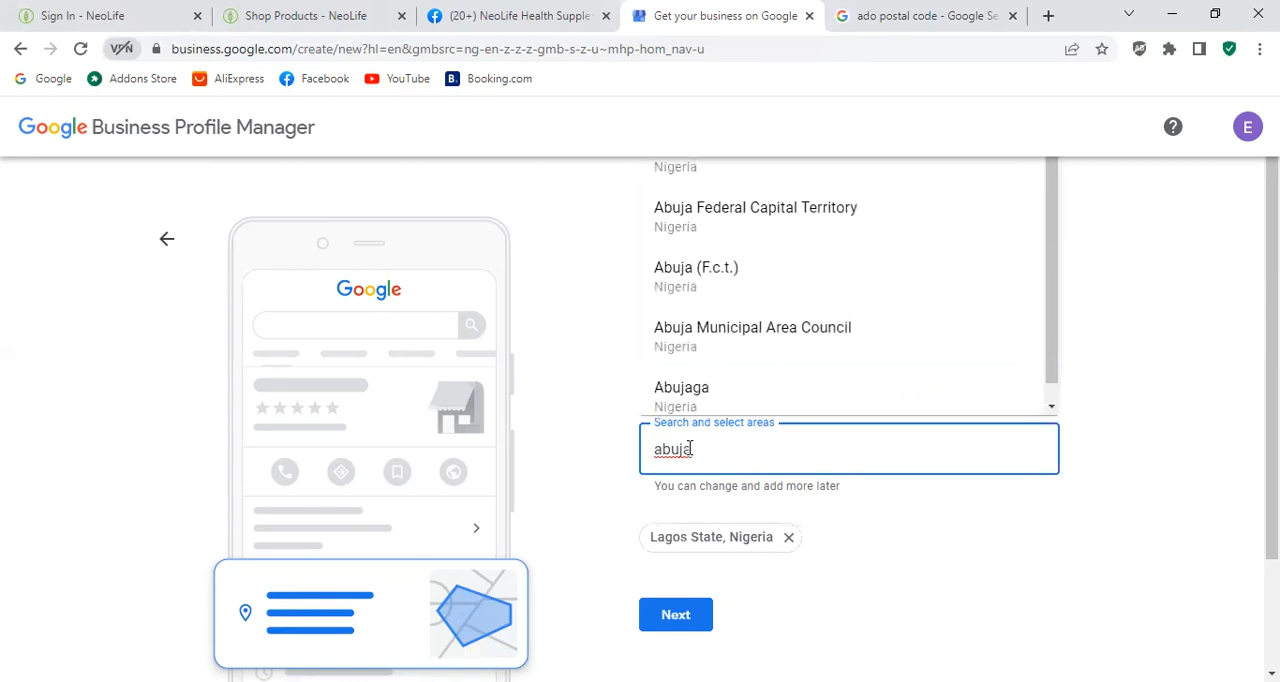 Sign In - NeoLife
Shop Products - NeoLife
(20+) NeoLife Health Supple
Get your business on Google
ado postal code - Google Se
VPN
business.google.com/create/new?hl=en&gmbsrc=ng-en-z-z-z-gmb-s-z-u~mhp-hom_nav-u
Google
Addons Store
AliExpress
Facebook
YouTube
B.
Booking.com
Google Business Profile Manager
E
Nigeria
Abuja Federal Capital Territory
Nigeria
Abuja (F.c.t.)
Nigeria
Abuja Municipal Area Council
Nigeria
Abujaga
Nigeria
Search and select areas
abuja
You can change and add more later
Lagos State, Nigeria
Next
Google